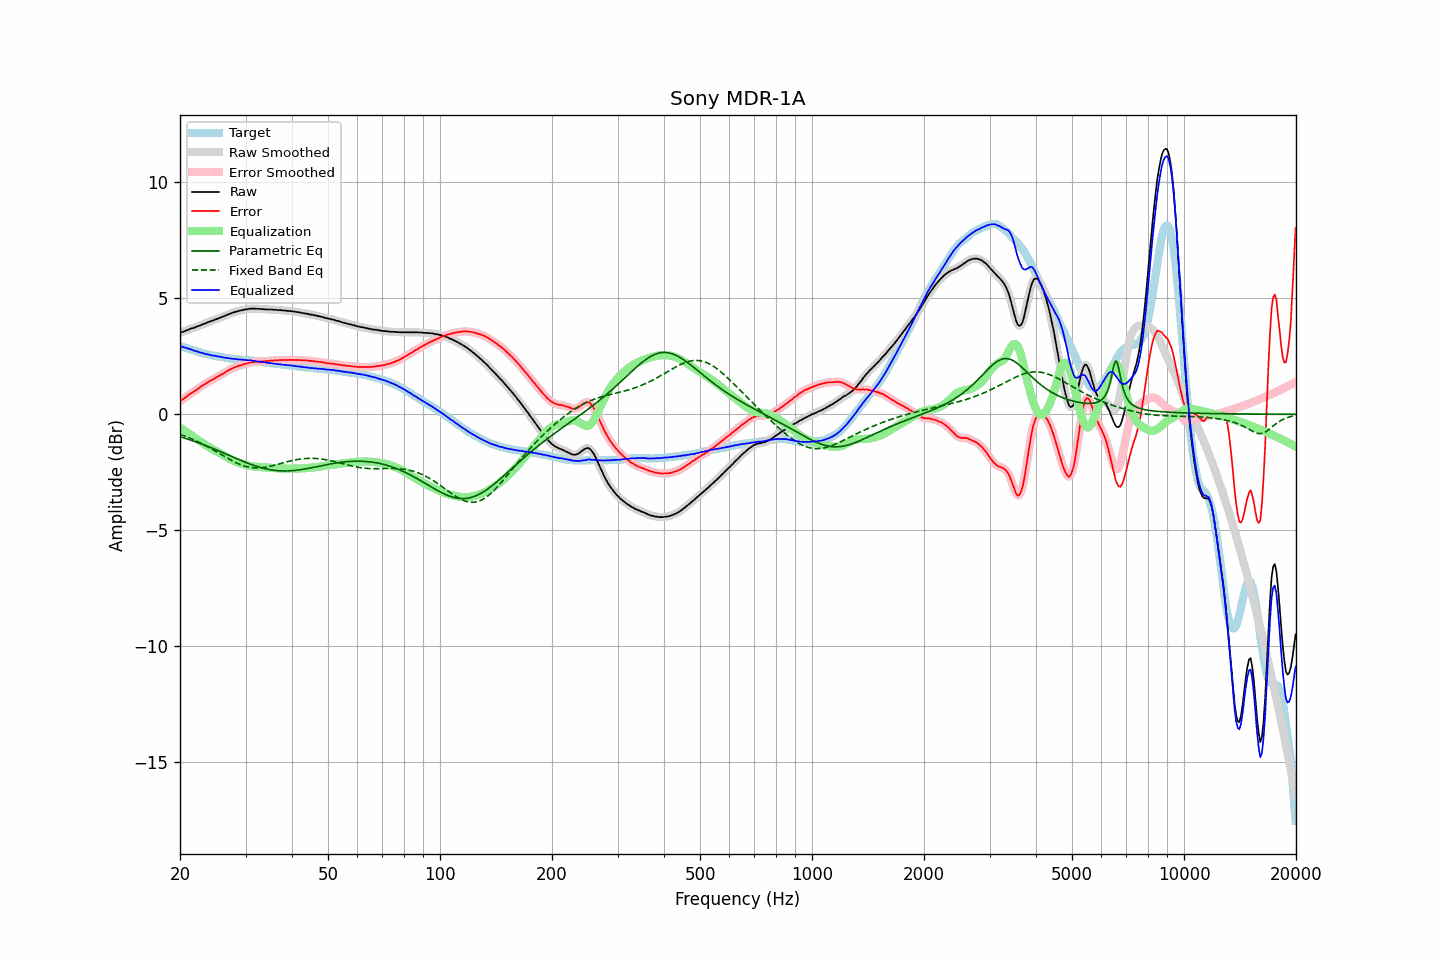 Sony MDR-1A
Target
Raw Smoothed
Error Smoothed
Raw
Error
Equalization
Parametric Eq
Fixed Band Eq
Equalized
Amplitude (dBr)
10
5
0
−5
−10
−15
20 50 100 200 500 1000 2000 5000 10000 20000
Frequency (Hz)